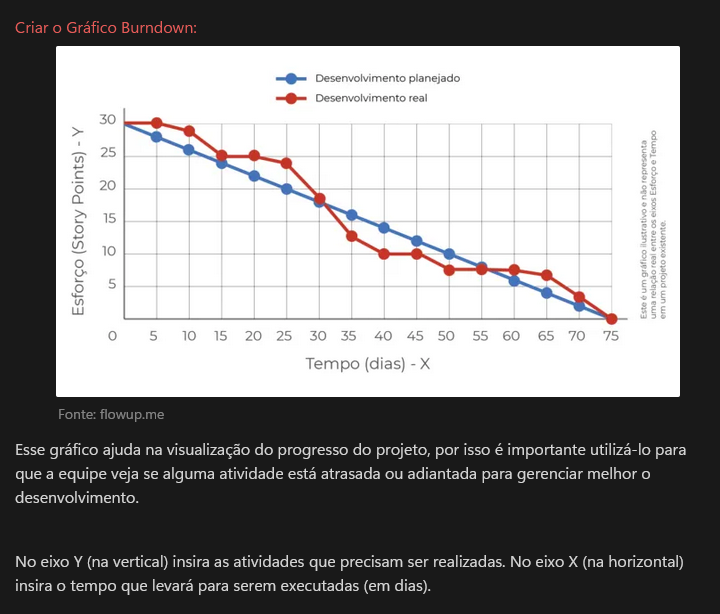 Criar o Gráfico Burndown:
Desenvolvimento planejado
Desenvolvimento real
Esforço (Story Points) - Y
30
25
20
15
10
5
0 5 10 15 20 25 30 35 40 45 50 55 60 65 70 75
Tempo (dias) - X
Este é um gráfico ilustrativo e não representa
uma relação real entre os eixos Esforço e Tempo
em um projeto existente.
Fonte: flowup.me
Esse gráfico ajuda na visualização do progresso do projeto, por isso é importante utilizá-lo para
que a equipe veja se alguma atividade está atrasada ou adiantada para gerenciar melhor o
desenvolvimento.
No eixo Y (na vertical) insira as atividades que precisam ser realizadas. No eixo X (na horizontal)
insira o tempo que levará para serem executadas (em dias).